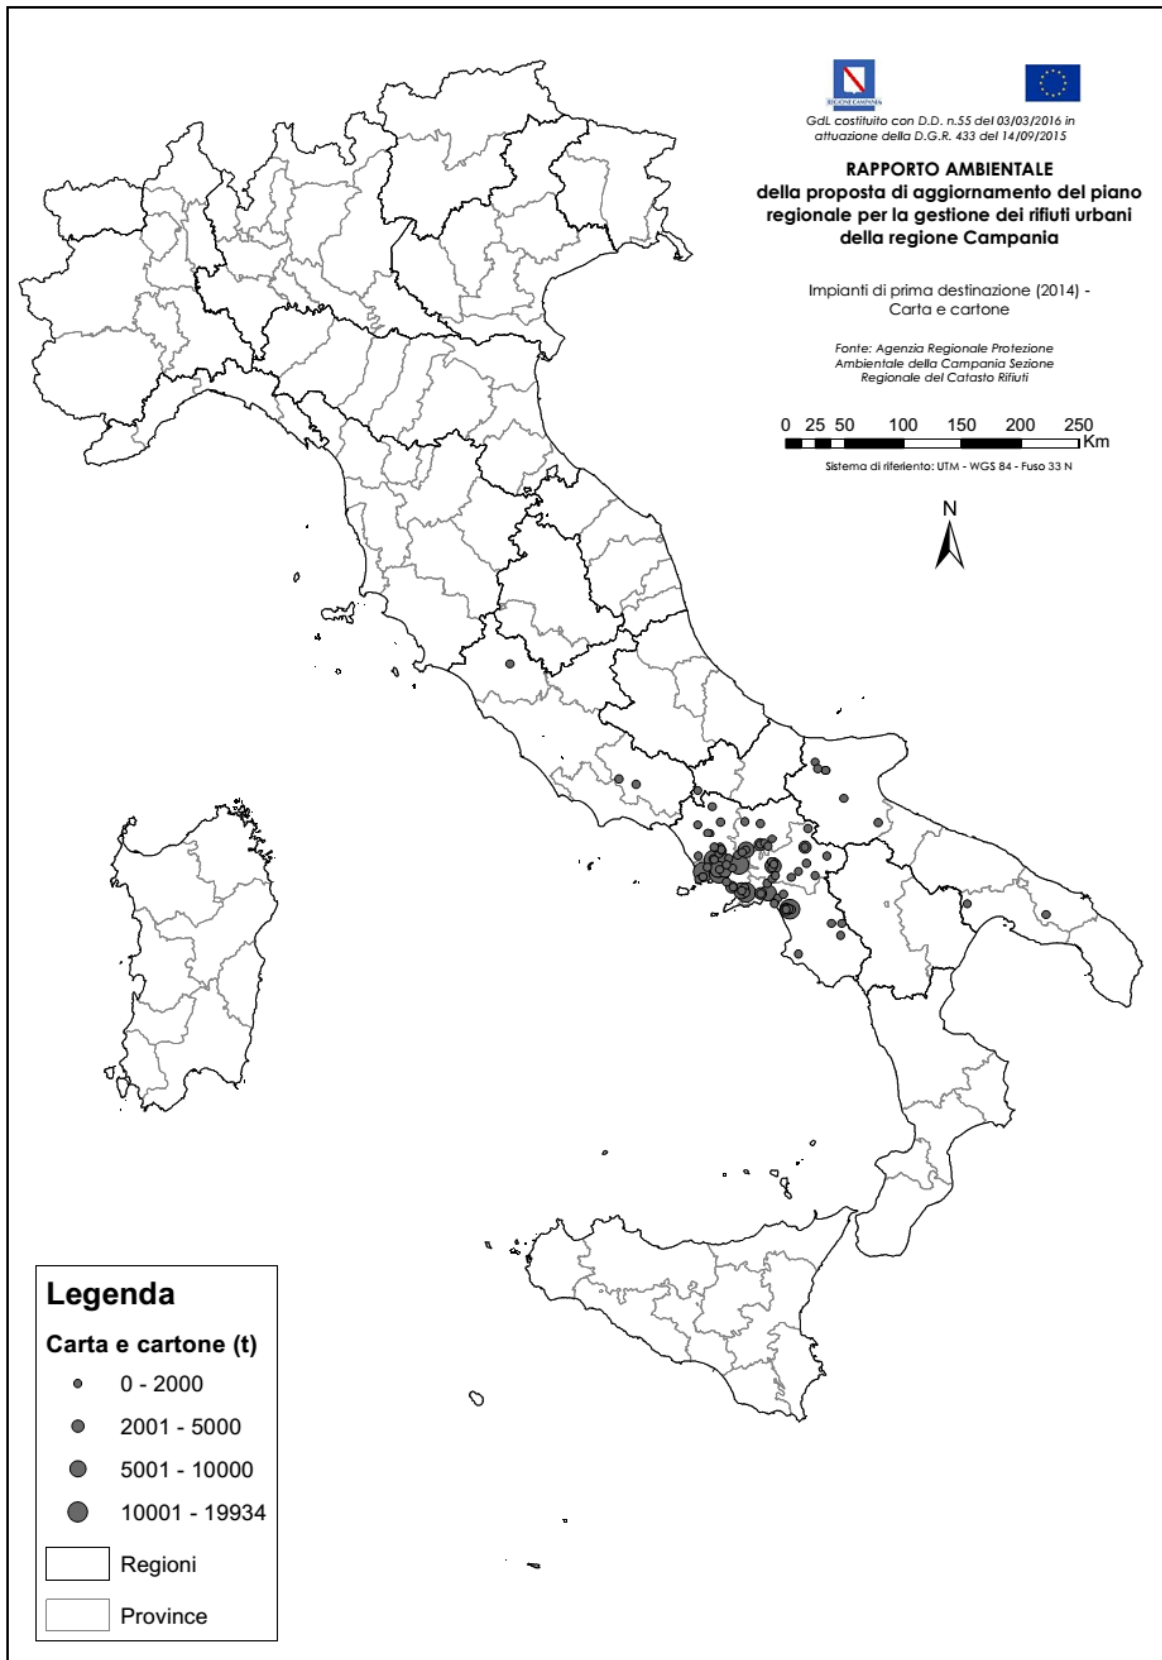 REGIONE CAMPANIA
GdL costituito con D.D. n.55 del 03/03/2016 in
attuazione della D.G.R. 433 del 14/09/2015
RAPPORTO AMBIENTALE
della proposta di aggiornamento del piano
regionale per la gestione dei rifiuti urbani
della regione Campania
Impianti di prima destinazione (2014) -
Carta e cartone
Fonte: Agenzia Regionale Protezione
Ambientale della Campania Sezione
Regionale del Catasto Rifiuti
0 25 50 100 150 200 250
Km
Sistema di riferiento: UTM - WGS 84 - Fuso 33 N
N
Legenda
Carta e cartone (t)
0 - 2000
2001 - 5000
5001 - 10000
10001 - 19934
Regioni
Province